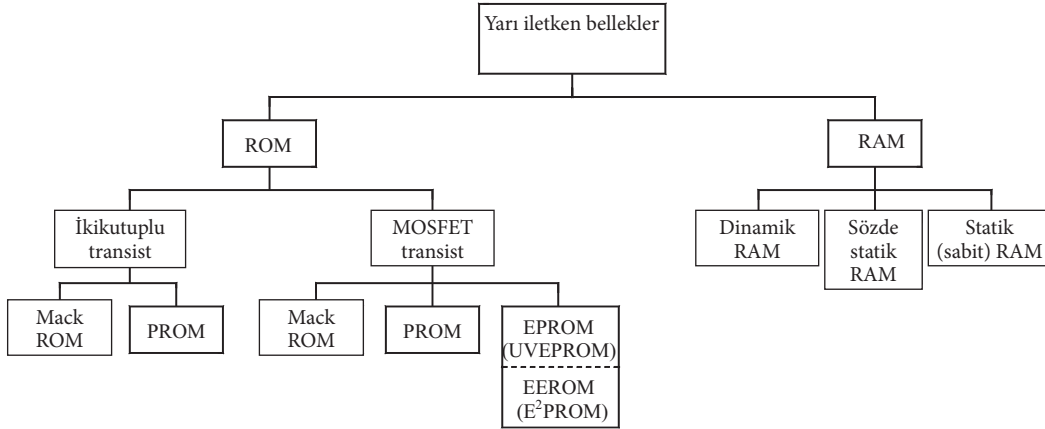 Yarı iletken bellekler
ROM
RAM
İkikutuplu
transist
MOSFET
transist
Dinamik
RAM
Sözde
statik
RAM
Statik
(sabit) RAM
Mack
ROM
PROM
Mack
ROM
PROM
EPROM
(UVEPROM)
EEROM
(E²PROM)